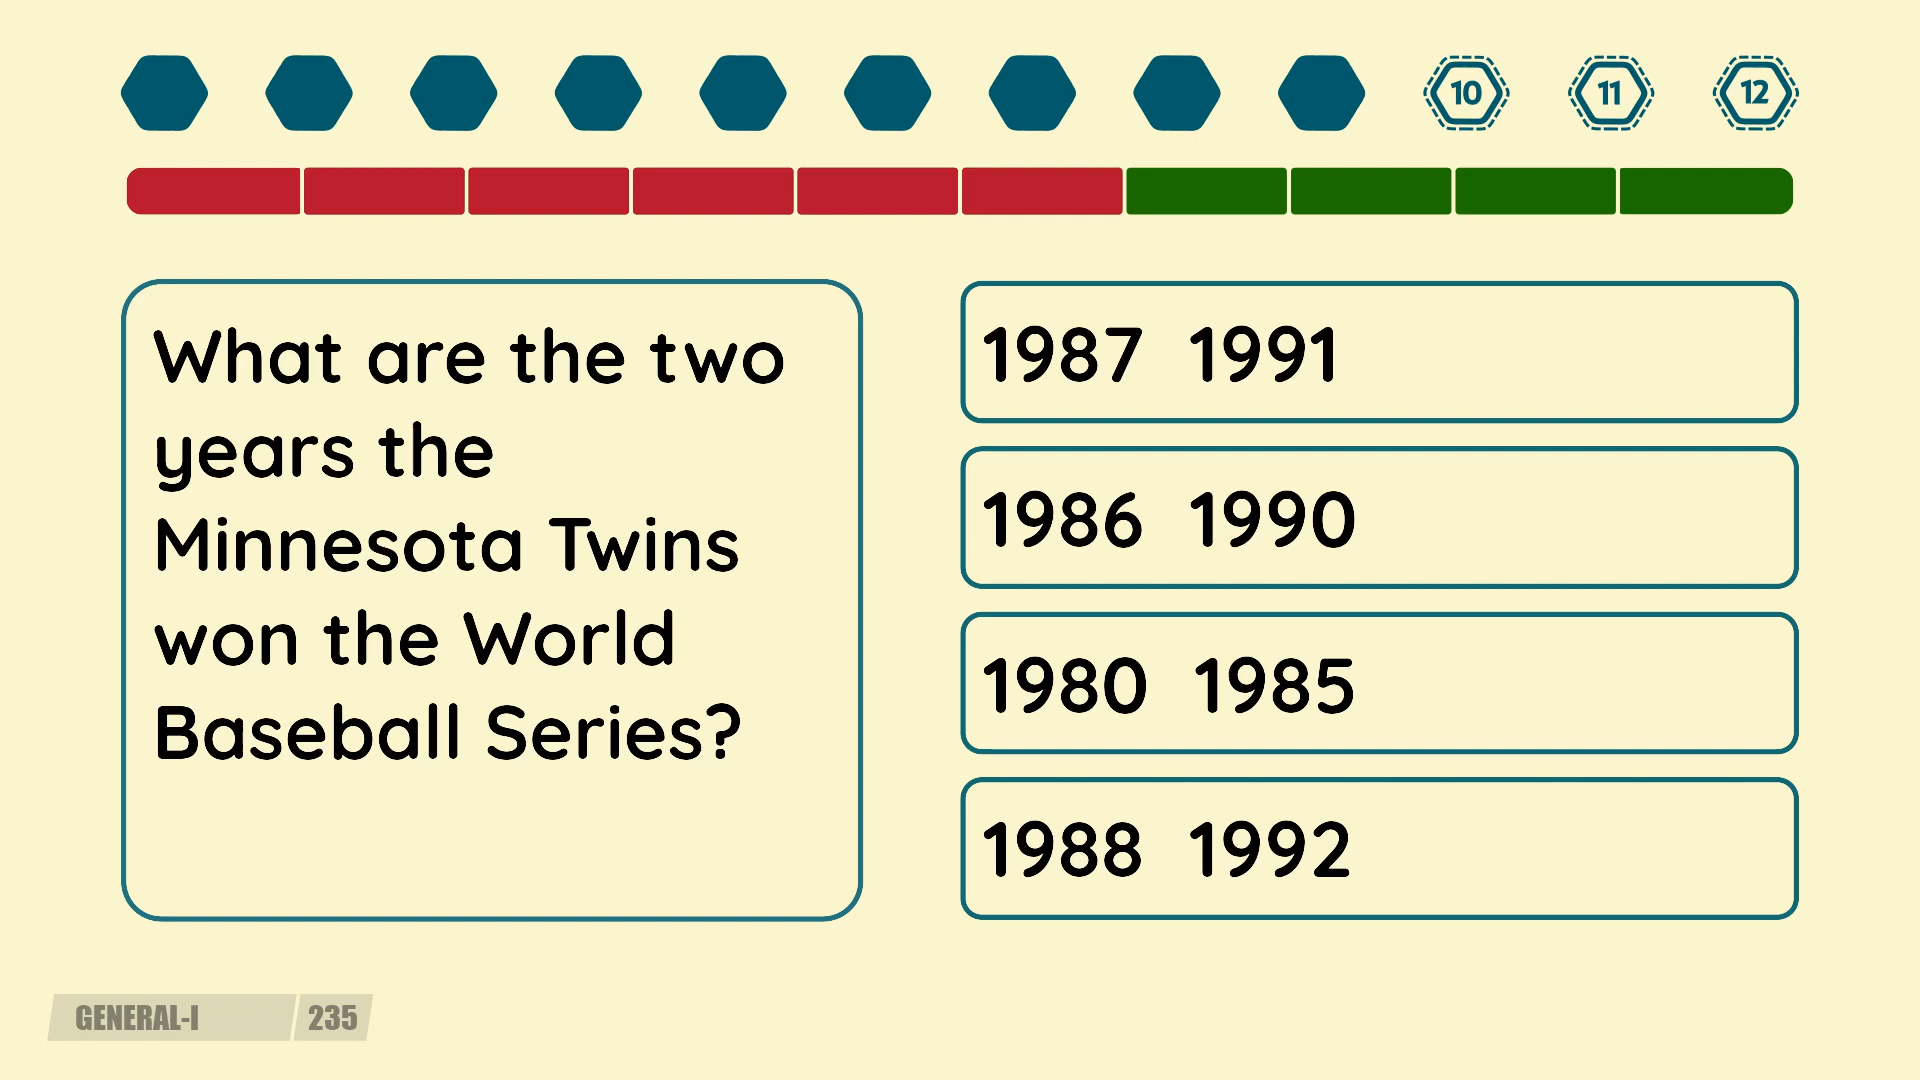 10 11 12
What are the two
years the
Minnesota Twins
won the World
Baseball Series?
1987 1991
1986 1990
1980 1985
1988 1992
GENERAL-I 235